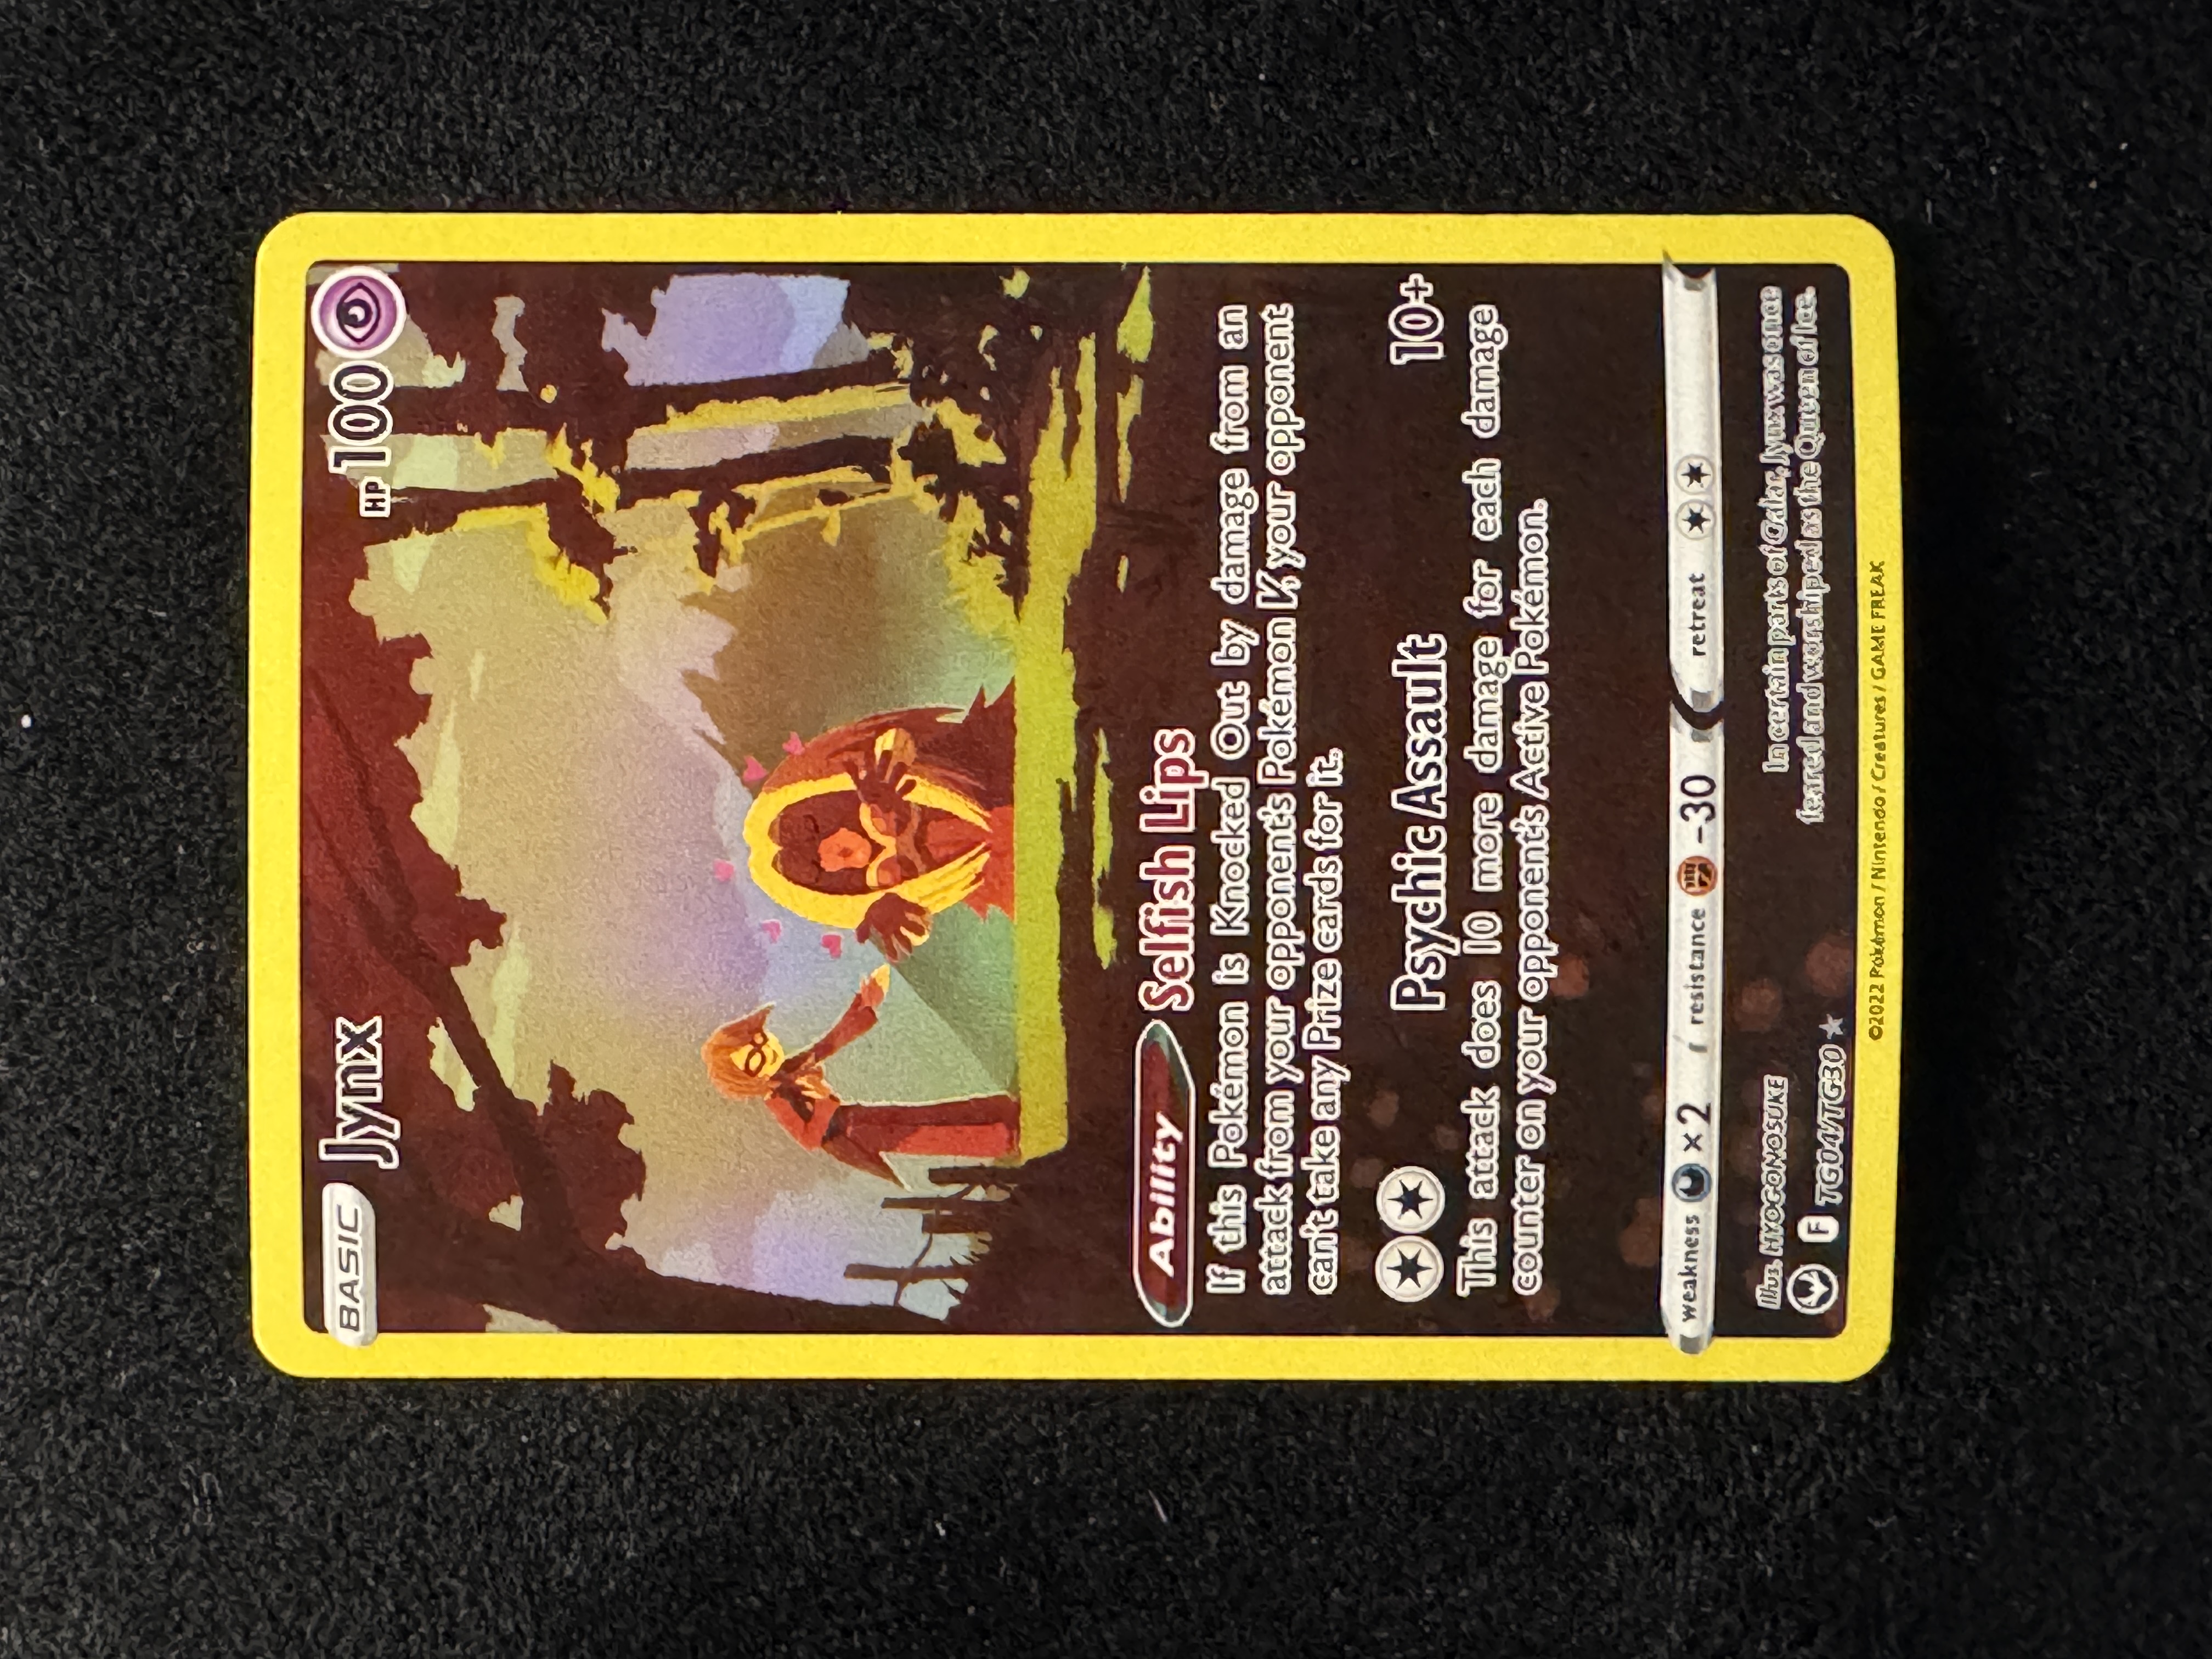 BASIC Jynx HP 100
Ability Selfish Lips
If this Pokémon is Knocked Out by damage from an
attack from your opponent's Pokémon V, your opponent
can't take any Prize cards for it.
Psychic Assault 10+
This attack does 10 more damage for each damage
counter on your opponent's Active Pokémon.
weakness ×2 resistance -30 retreat
Illus. HYOGONOSUKE
F TG04/TG30
In certain parts of Galar, Jynx was once
feared and worshiped as the Queen of Ice.
©2022 Pokémon / Nintendo / Creatures / GAME FREAK